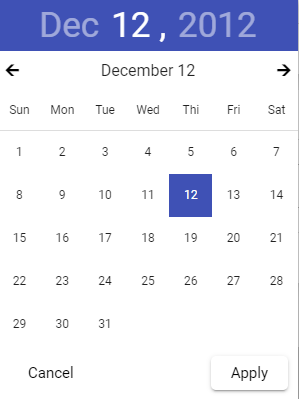 Dec 12 , 2012
December 12
Sun Mon Tue Wed Thi Fri Sat
1 2 3 4 5 6 7
8 9 10 11 12 13 14
15 16 17 18 19 20 21
22 23 24 25 26 27 28
29 30 31
Cancel Apply